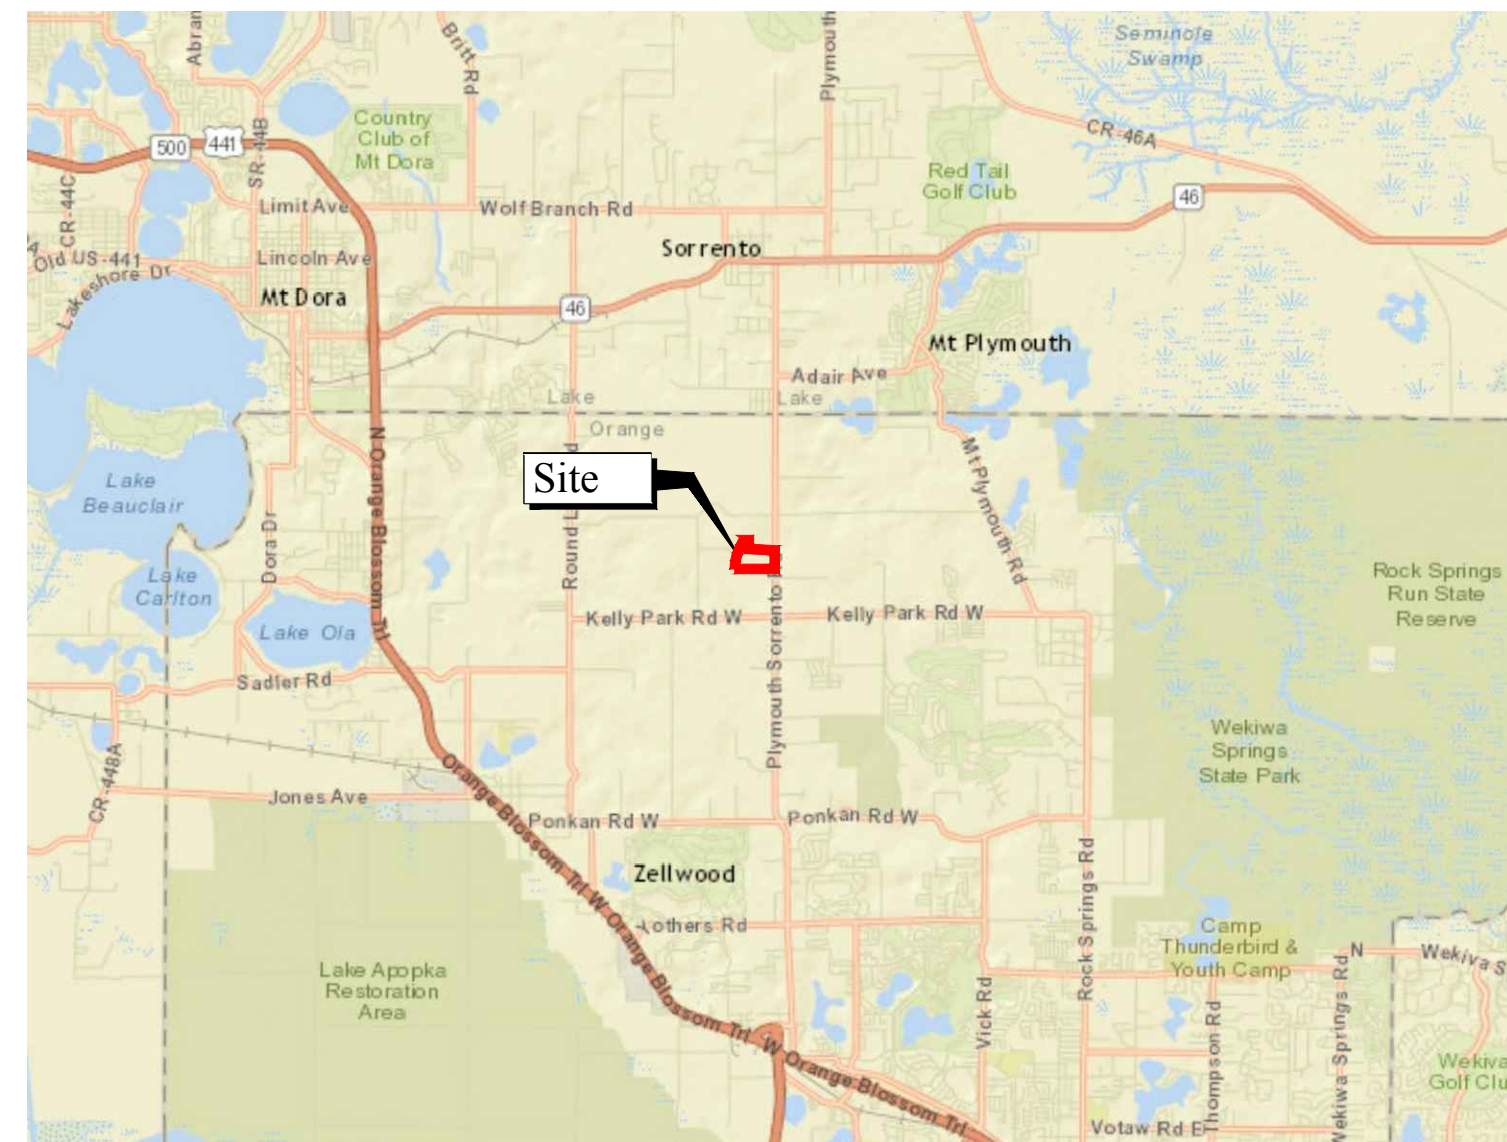 Abran
Britt Rd
Plymouth
Seminole
Swamp
Country
Club of
Mt Dora
500
441
SR-44B
CR-44C
CR-46A
Red Tail
Golf Club
46
Limit Ave
Wolf Branch Rd
Sorrento
Old US-441
Lincoln Ave
Lakeshore Dr
Mt Dora
46
Mt Plymouth
Adair Ave
Lake
Lake
Orange
N Orange Blossom Trl
Mt Plymouth Rd
Site
Lake
Beauclair
Dora Dr
Round L
Lake
Carlton
Rock Springs
Run State
Reserve
Lake Ola
Kelly Park Rd W
Kelly Park Rd W
Plymouth Sorrento
Sadler Rd
Wekiwa
Springs
State Park
CR-448A
Orange Blossom Trl
Jones Ave
Ponkan Rd W
Ponkan Rd W
Zellwood
Rock Springs Rd
W Orange Blossom Trl
Lothers Rd
Camp
Thunderbird &
Youth Camp
N
Wekiva S
Lake Apopka
Restoration
Area
Vick Rd
Thompson Rd
Wekiwa Springs Rd
W Orange Blossom Trl
Wekiva
Golf Clu
Votaw Rd E